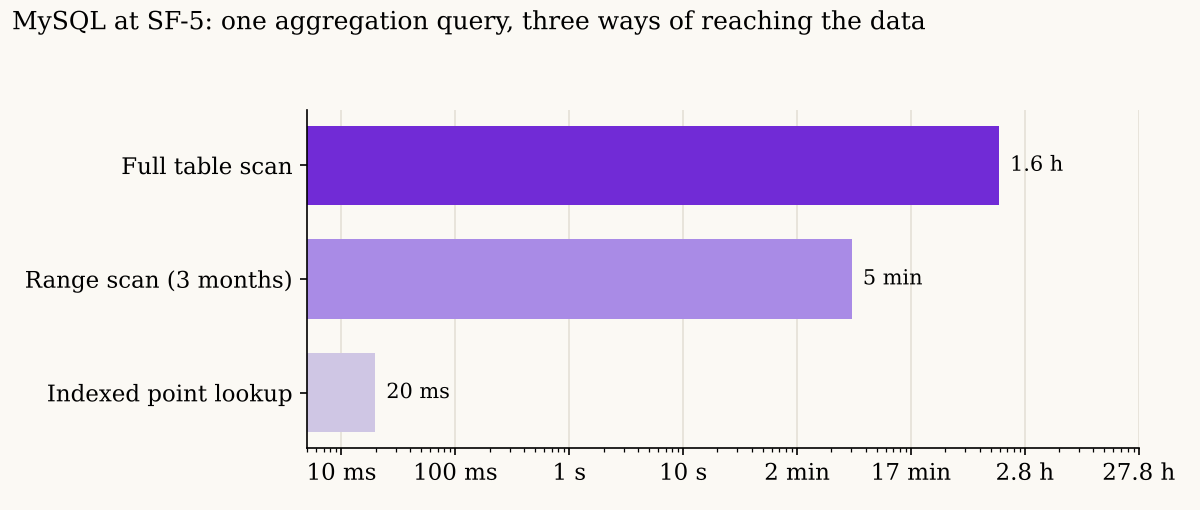 MySQL at SF-5: one aggregation query, three ways of reaching the data
Full table scan
1.6 h
Range scan (3 months)
5 min
Indexed point lookup
20 ms
10 ms 100 ms 1 s 10 s 2 min 17 min 2.8 h 27.8 h